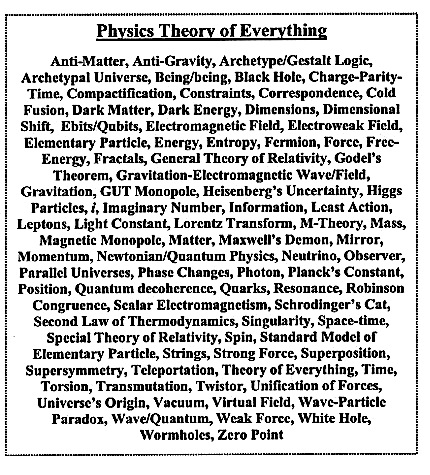 Physics Theory of Everything
Anti-Matter, Anti-Gravity, Archetype/Gestalt Logic,
Archetypal Universe, Being/being, Black Hole, Charge-Parity-
Time, Compactification, Constraints, Correspondence, Cold
Fusion, Dark Matter, Dark Energy, Dimensions, Dimensional
Shift, Ebits/Qubits, Electromagnetic Field, Electroweak Field,
Elementary Particle, Energy, Entropy, Fermion, Force, Free-
Energy, Fractals, General Theory of Relativity, Godel's
Theorem, Gravitation-Electromagnetic Wave/Field,
Gravitation, GUT Monopole, Heisenberg's Uncertainty, Higgs
Particles, i, Imaginary Number, Information, Least Action,
Leptons, Light Constant, Lorentz Transform, M-Theory, Mass,
Magnetic Monopole, Matter, Maxwell's Demon, Mirror,
Momentum, Newtonian/Quantum Physics, Neutrino, Observer,
Parallel Universes, Phase Changes, Photon, Planck's Constant,
Position, Quantum decoherence, Quarks, Resonance, Robinson
Congruence, Scalar Electromagnetism, Schrodinger's Cat,
Second Law of Thermodynamics, Singularity, Space-time,
Special Theory of Relativity, Spin, Standard Model of
Elementary Particle, Strings, Strong Force, Superposition,
Supersymmetry, Teleportation, Theory of Everything, Time,
Torsion, Transmutation, Twistor, Unification of Forces,
Universe's Origin, Vacuum, Virtual Field, Wave-Particle
Paradox, Wave/Quantum, Weak Force, White Hole,
Wormholes, Zero Point